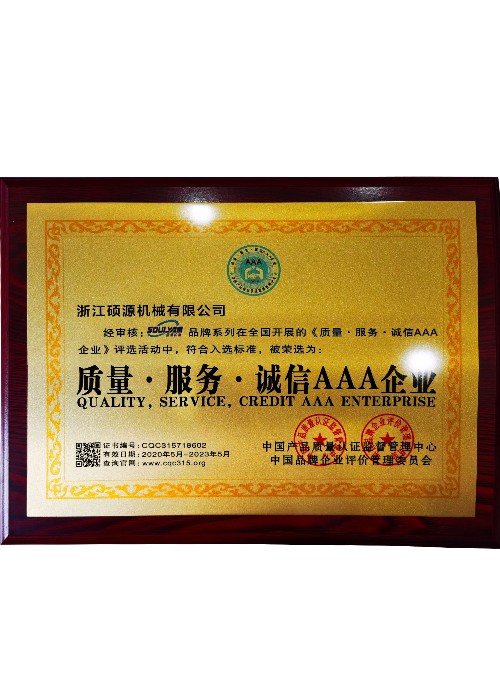 AAA
浙江硕源机械有限公司
经审核：SOULYAM 品牌系列在全国开展的《质量·服务·诚信AAA
企业》评选活动中，符合入选标准，被荣选为：
质量·服务·诚信AAA企业
QUALITY, SERVICE, CREDIT AAA ENTERPRISE
证书编号：CQC315718602
有效日期：2020年5月-2023年5月
查询官网：www.cqc315.org
中国产品质量认证监督管理中心
中国品牌企业评价管理委员会